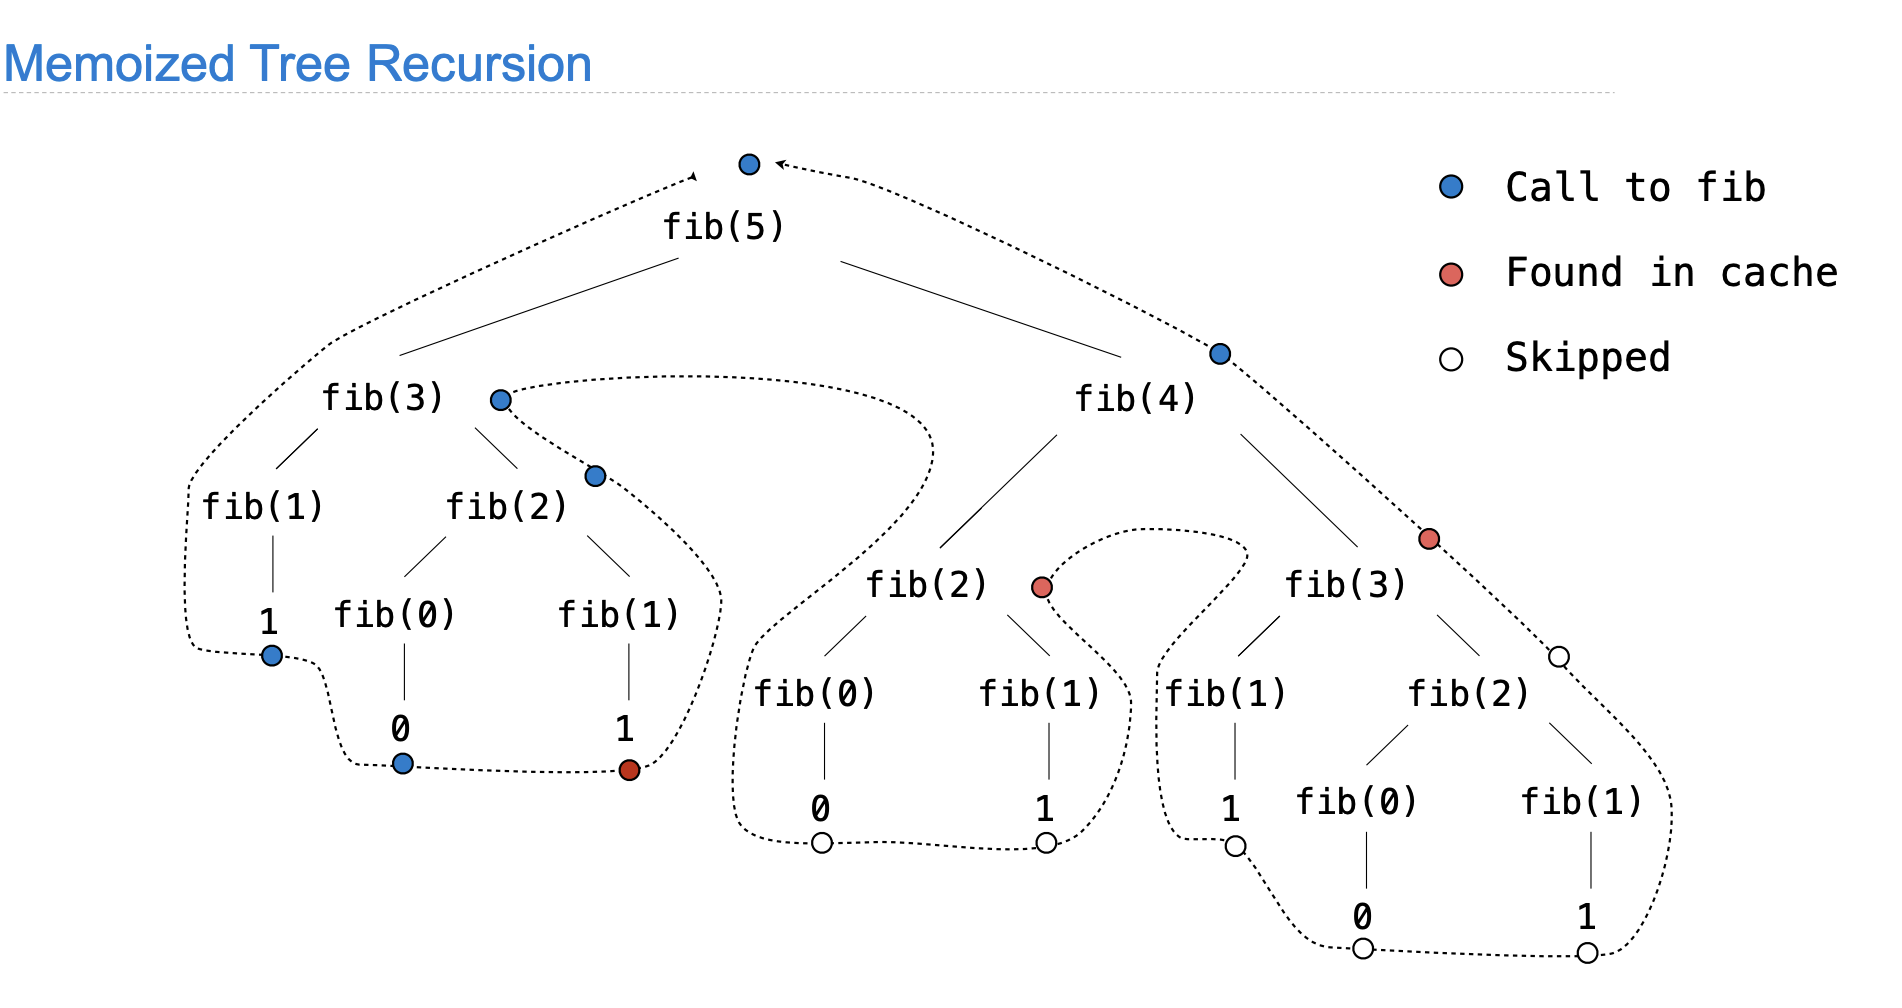 Memoized Tree Recursion
Call to fib
fib(5)
Found in cache
Skipped
fib(3)
fib(4)
fib(1)
fib(2)
fib(2)
fib(3)
1
fib(0)
fib(1)
fib(0)
fib(1)
fib(1)
fib(2)
0
1
0
1
1
fib(0)
fib(1)
0
1